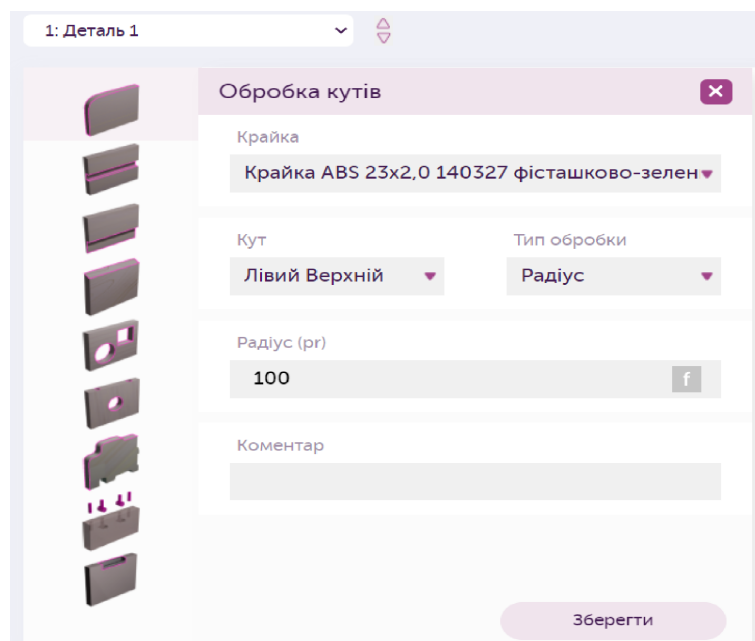 1: Деталь 1
Обробка кутів
Крайка
Крайка ABS 23x2,0 140327 фісташково-зелен
Кут
Тип обробки
Лівий Верхній
Радіус
Радіус (pr)
100
f
Коментар
Зберегти